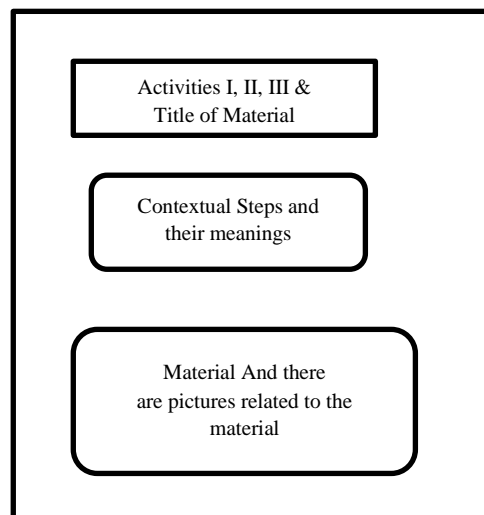 Activities I, II, III &
Title of Material
Contextual Steps and
their meanings
Material And there
are pictures related to the
material